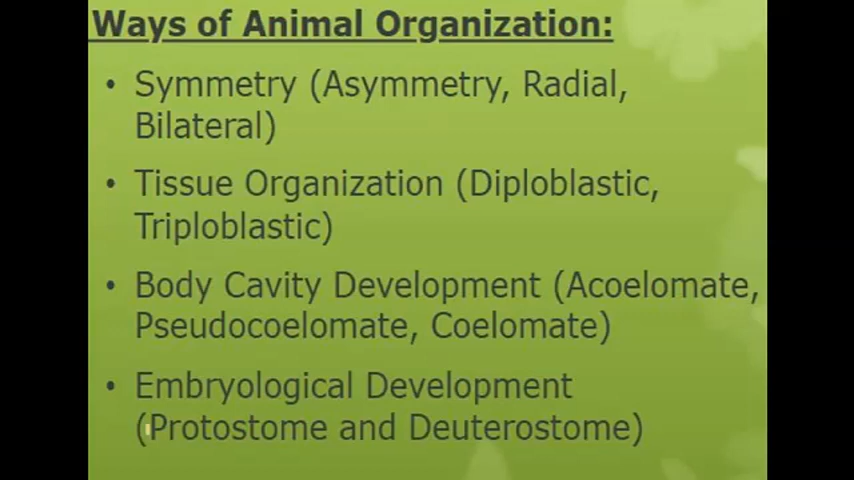 Ways of Animal Organization:
• Symmetry (Asymmetry, Radial,
Bilateral)
• Tissue Organization (Diploblastic,
Triploblastic)
• Body Cavity Development (Acoelomate,
Pseudocoelomate, Coelomate)
• Embryological Development
(Protostome and Deuterostome)